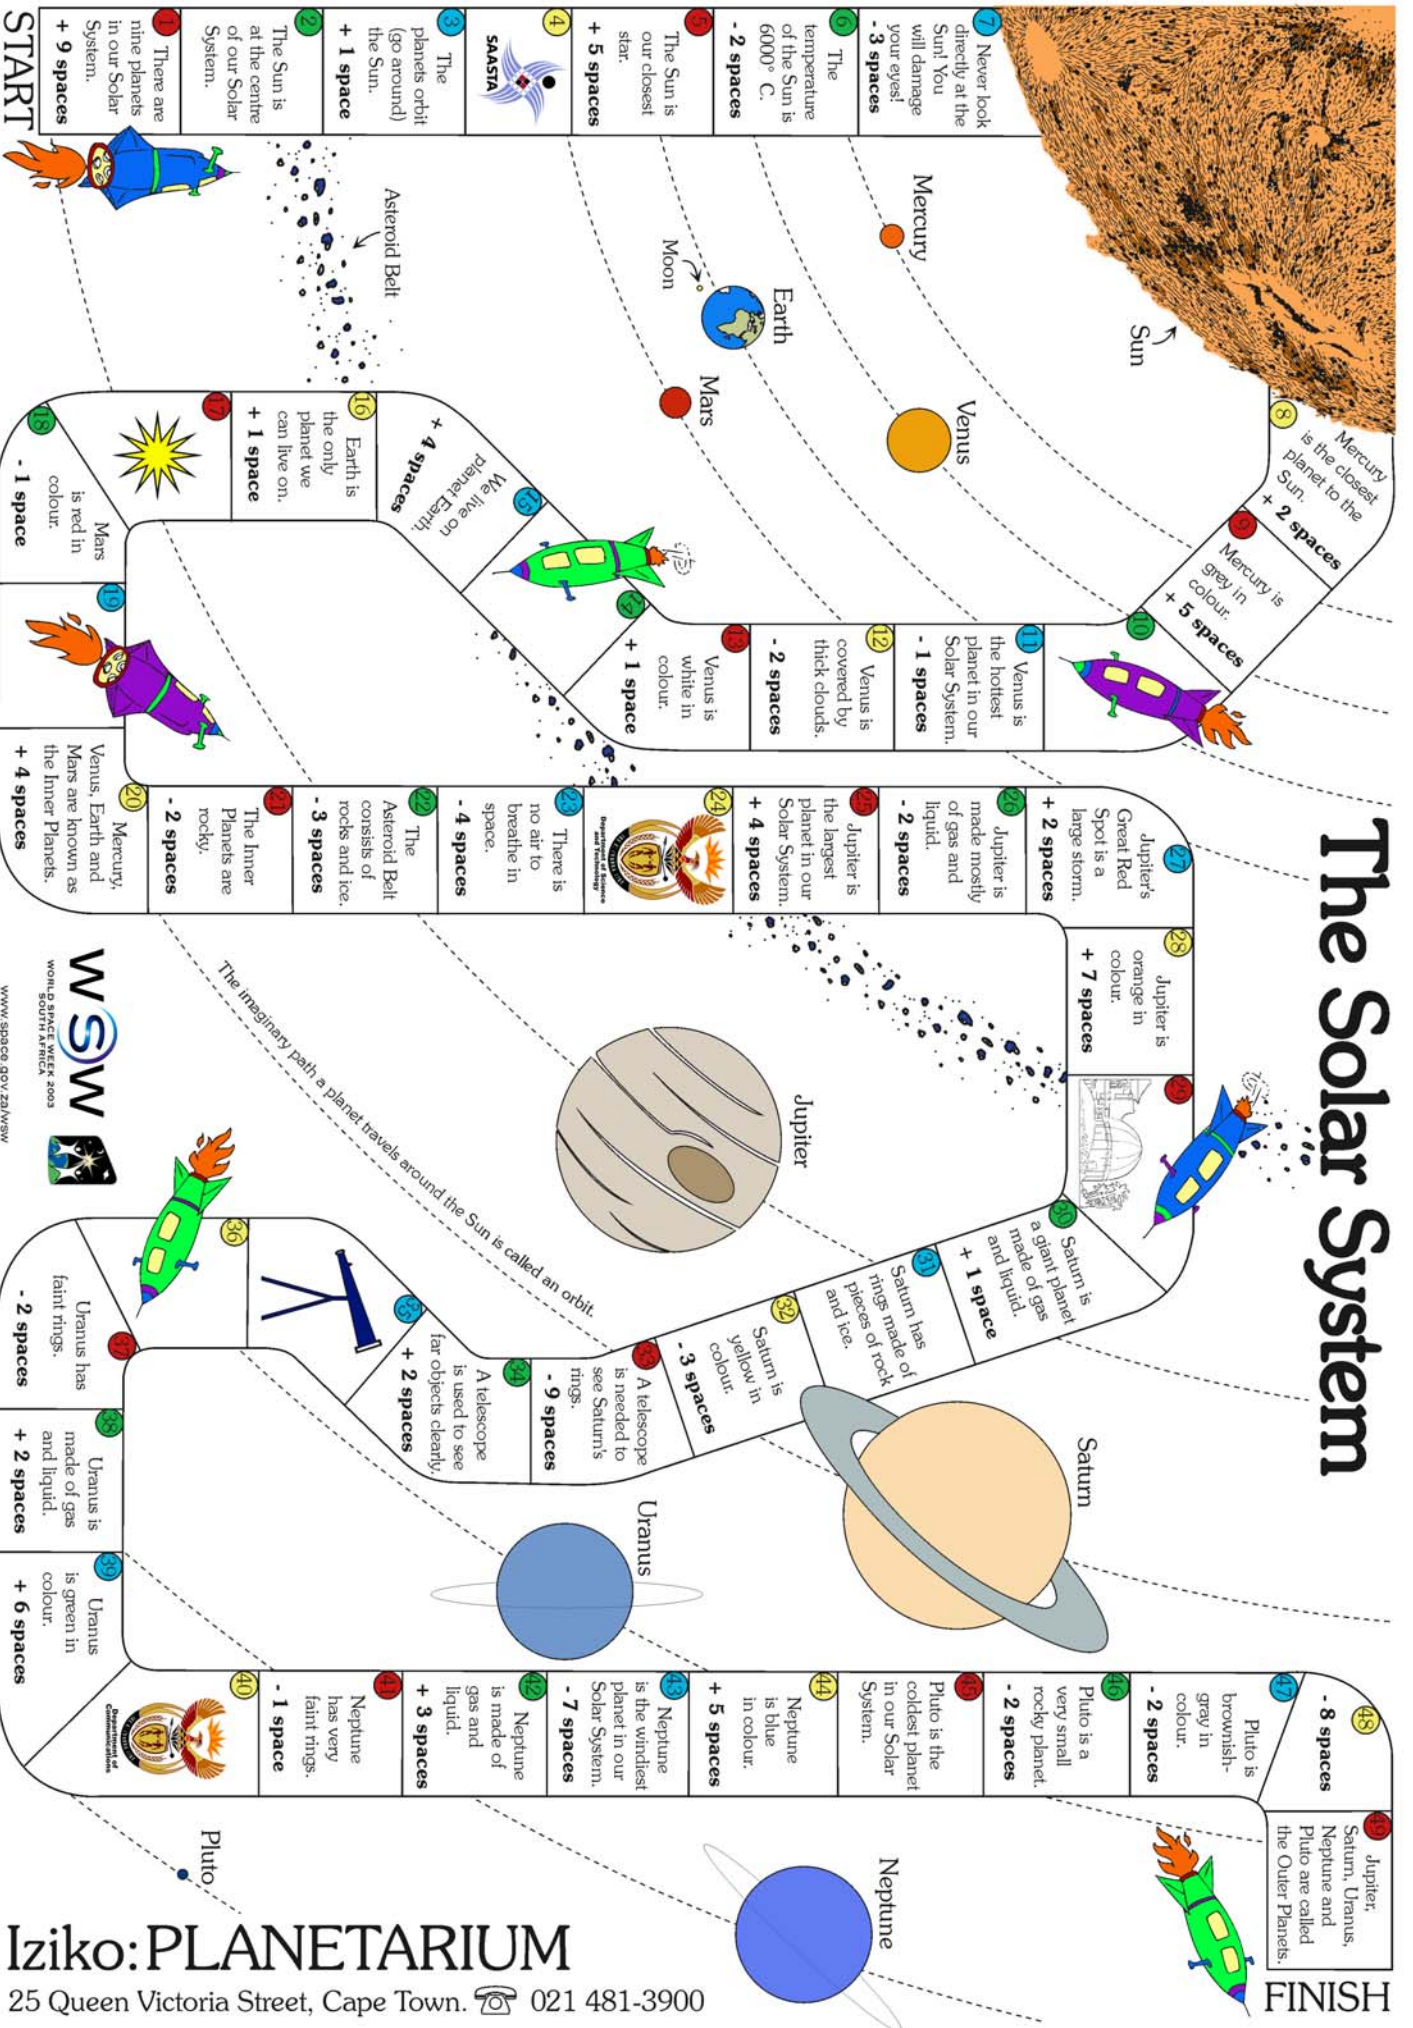 The Solar System
START
1
There are
nine planets
in our Solar
System.
+ 9 spaces
2
The Sun is
at the centre
of our Solar
System.
3
The
planets orbit
(go around)
the Sun.
+ 1 space
4
SAASTA
5
The Sun is
our closest
star.
+ 5 spaces
6
The
temperature
of the Sun is
6000° C.
- 2 spaces
7
Never look
directly at the
Sun! You
will damage
your eyes!
- 3 spaces
8
Mercury
is the closest
planet to the
Sun.
+ 2 spaces
9
Mercury is
grey in
colour.
+ 5 spaces
10
11
Venus is
the hottest
planet in our
Solar System.
- 1 spaces
12
Venus is
covered by
thick clouds.
- 2 spaces
13
Venus is
white in
colour.
+ 1 space
14
15
We live on
planet Earth.
+ 4 spaces
16
Earth is
the only
planet we
can live on.
+ 1 space
17
18
Mars
is red in
colour.
- 1 space
19
20
Mercury,
Venus, Earth and
Mars are known as
the Inner Planets.
+ 4 spaces
21
The Inner
Planets are
rocky.
- 2 spaces
22
The
Asteroid Belt
consists of
rocks and ice.
- 3 spaces
23
There is
no air to
breathe in
space.
- 4 spaces
24
Department of Science
and Technology
25
Jupiter is
the largest
planet in our
Solar System.
+ 4 spaces
26
Jupiter is
made mostly
of gas and
liquid.
- 2 spaces
27
Jupiter's
Great Red
Spot is a
large storm.
+ 2 spaces
28
Jupiter is
orange in
colour.
+ 7 spaces
29
30
Saturn is
a giant planet
made of gas
and liquid.
+ 1 space
31
Saturn has
rings made of
pieces of rock
and ice.
32
Saturn is
yellow in
colour.
- 3 spaces
33
A telescope
is needed to
see Saturn's
rings.
- 9 spaces
34
A telescope
is used to see
far objects clearly.
+ 2 spaces
35
36
37
Uranus has
faint rings.
- 2 spaces
38
Uranus is
made of gas
and liquid.
+ 2 spaces
39
Uranus
is green in
colour.
+ 6 spaces
40
Department of
Communications
41
Neptune
has very
faint rings.
- 1 space
42
Neptune
is made of
gas and
liquid.
+ 3 spaces
43
Neptune
is the windiest
planet in our
Solar System.
- 7 spaces
44
Neptune
is blue
in colour.
+ 5 spaces
45
Pluto is the
coldest planet
in our Solar
System.
46
Pluto is a
very small
rocky planet.
- 2 spaces
47
Pluto is
brownish-
gray in
colour.
- 2 spaces
48
- 8 spaces
49
Jupiter,
Saturn, Uranus,
Neptune and
Pluto are called
the Outer Planets.
FINISH
Sun
Mercury
Venus
Earth
Moon
Mars
Asteroid Belt
Jupiter
The imaginary path a planet travels around the Sun is called an orbit.
Saturn
Uranus
Neptune
Pluto
WSW
WORLD SPACE WEEK 2003
SOUTH AFRICA
www.space.gov.za/wsw
Iziko: PLANETARIUM
25 Queen Victoria Street, Cape Town. ☏ 021 481-3900